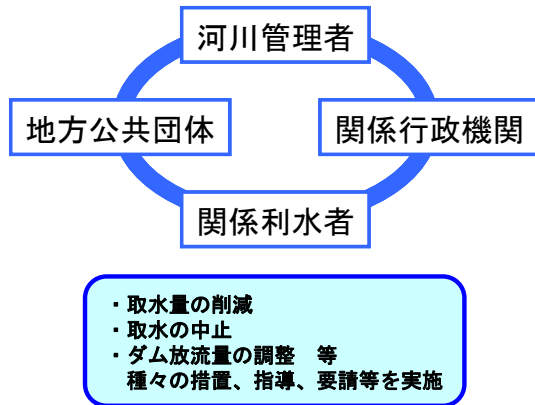 河川管理者
地方公共団体
関係行政機関
関係利水者
・取水量の削減
・取水の中止
・ダム放流量の調整　等
種々の措置、指導、要請等を実施